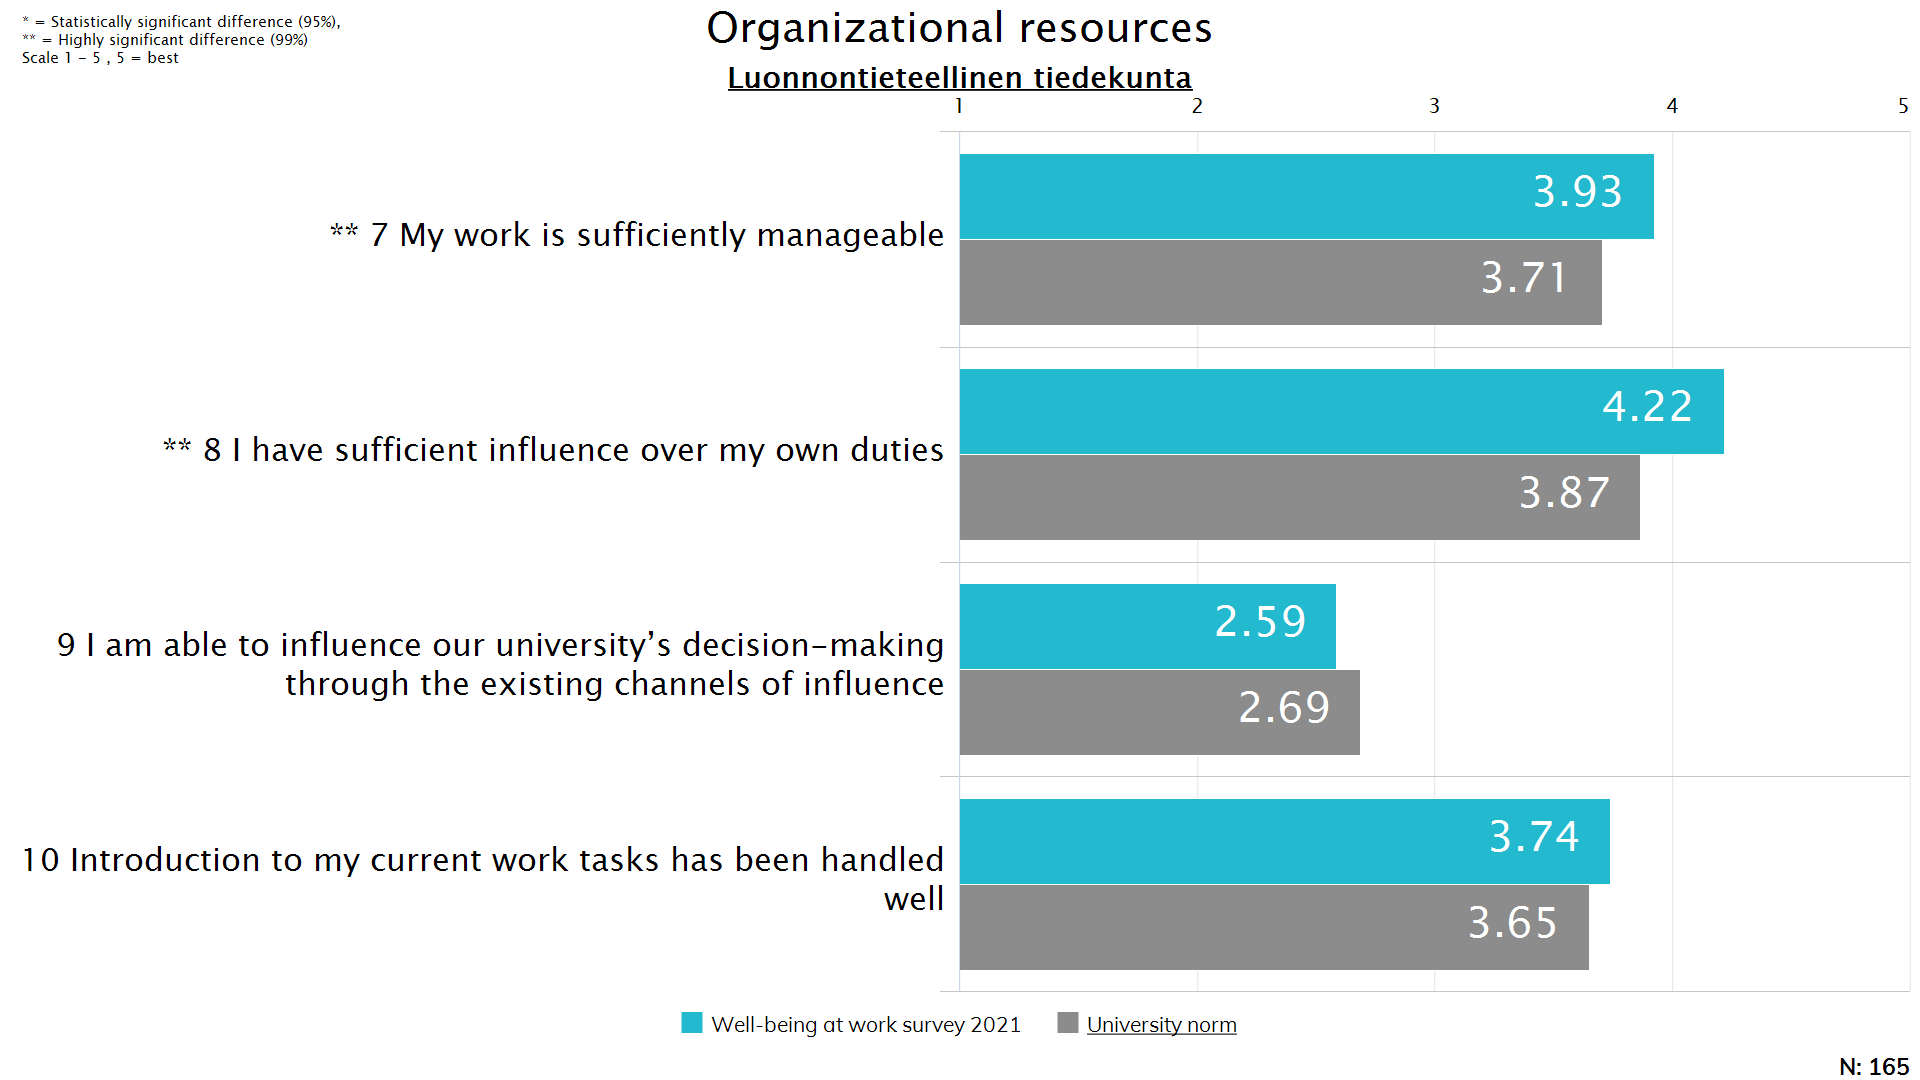 * = Statistically significant difference (95%),
** = Highly significant difference (99%)
Scale 1 - 5 , 5 = best
Organizational resources
Luonnontieteellinen tiedekunta
1 2 3 4 5
** 7 My work is sufficiently manageable
3.93
3.71
** 8 I have sufficient influence over my own duties
4.22
3.87
9 I am able to influence our university’s decision-making
through the existing channels of influence
2.59
2.69
10 Introduction to my current work tasks has been handled
well
3.74
3.65
Well-being at work survey 2021 University norm
N: 165